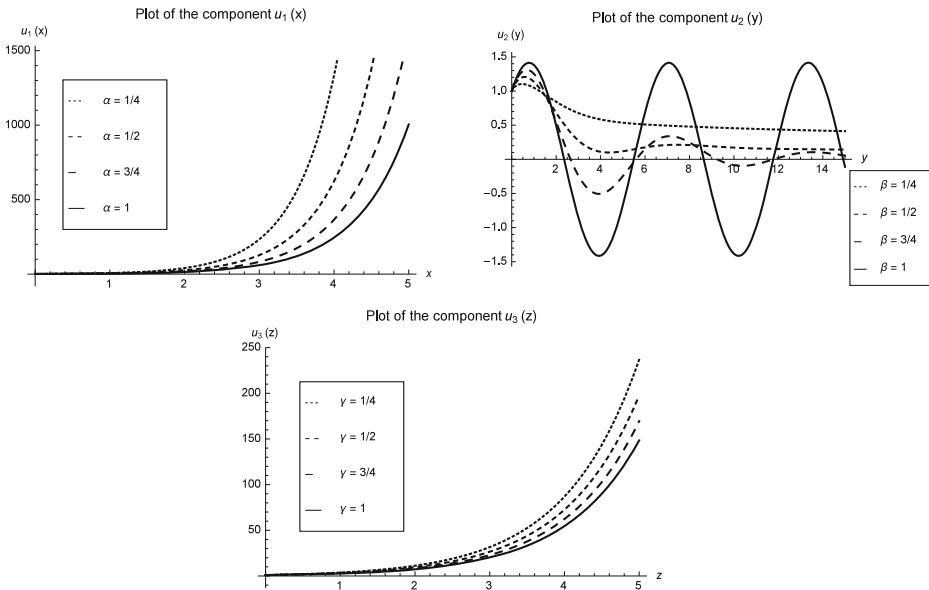 Plot of the component u₁ (x)
u₁ (x)
1500
1000
500
α = 1/4
α = 1/2
α = 3/4
α = 1
1 2 3 4 5
x
Plot of the component u₂ (y)
u₂ (y)
1.5
1.0
0.5
−0.5
−1.0
−1.5
2 4 6 8 10 12 14
y
β = 1/4
β = 1/2
β = 3/4
β = 1
Plot of the component u₃ (z)
u₃ (z)
250
200
150
100
50
γ = 1/4
γ = 1/2
γ = 3/4
γ = 1
1 2 3 4 5
z